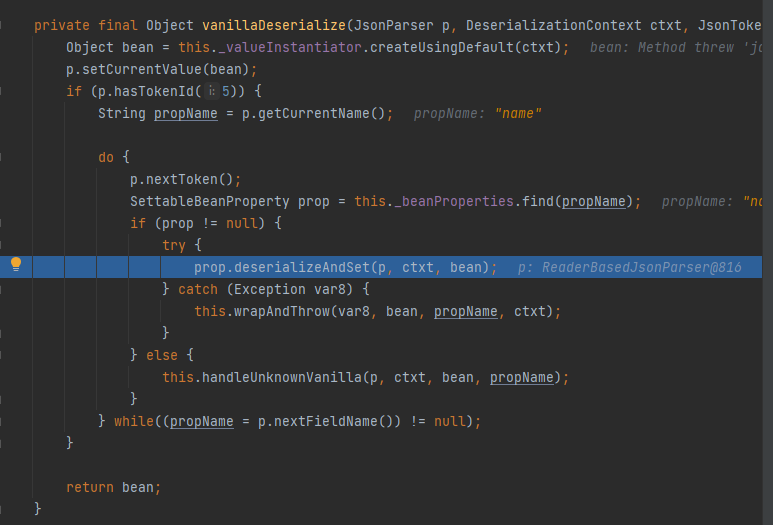 private final Object vanillaDeserialize(JsonParser p, DeserializationContext ctxt, JsonToke
Object bean = this._valueInstantiator.createUsingDefault(ctxt); bean: Method threw 'ja
p.setCurrentValue(bean);
if (p.hasTokenId( i: 5)) {
String propName = p.getCurrentName(); propName: "name"
do {
p.nextToken();
SettableBeanProperty prop = this._beanProperties.find(propName); propName: "na
if (prop != null) {
try {
prop.deserializeAndSet(p, ctxt, bean); p: ReaderBasedJsonParser@816
} catch (Exception var8) {
this.wrapAndThrow(var8, bean, propName, ctxt);
}
} else {
this.handleUnknownVanilla(p, ctxt, bean, propName);
}
} while((propName = p.nextFieldName()) != null);
}
return bean;
}